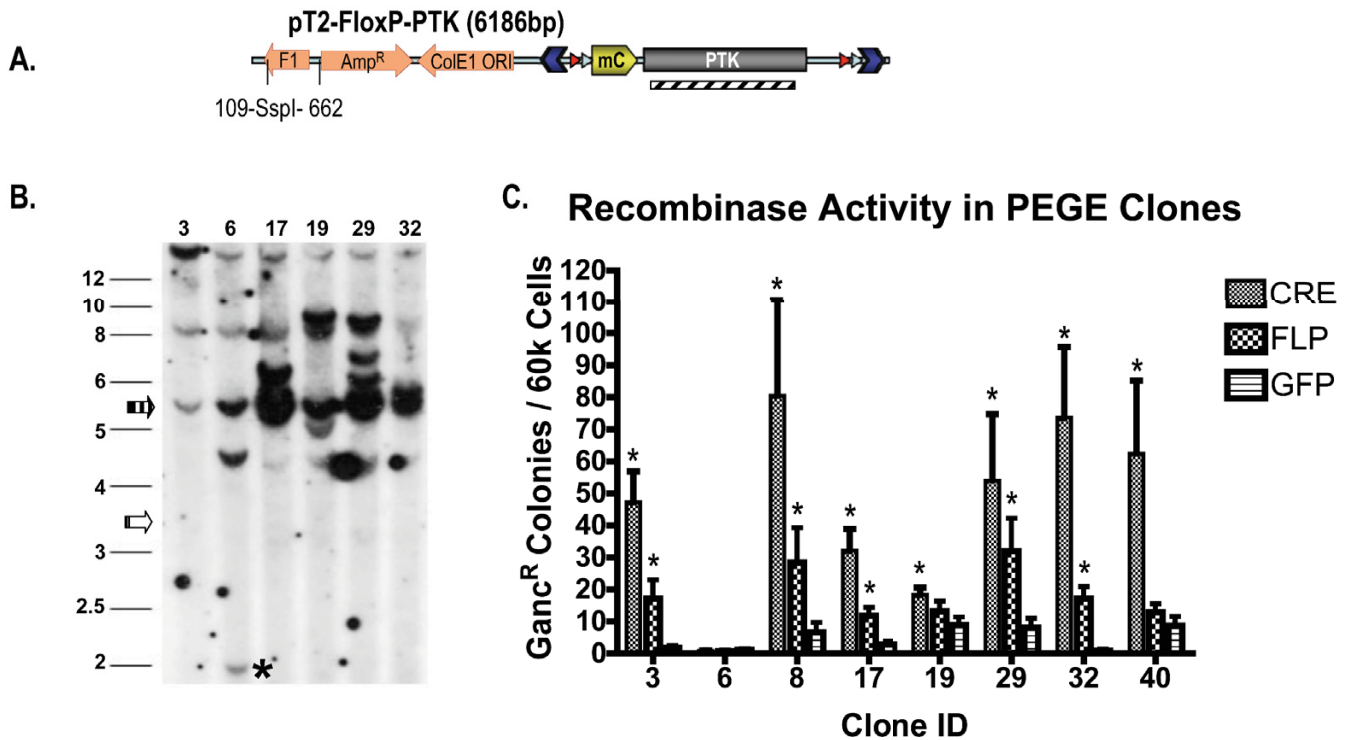 pT2-FloxP-PTK (6186bp)
A.
F1
Amp^R
ColE1 ORI
mC
PTK
109-SspI- 662
B.
3 6 17 19 29 32
12
10
8
6
5
4
3
2.5
2
*
C.
Recombinase Activity in PEGE Clones
Ganc^R Colonies / 60k Cells
120
110
100
90
80
70
60
50
40
30
20
10
0
* * * * * * * * * * * *
3 6 8 17 19 29 32 40
Clone ID
CRE
FLP
GFP